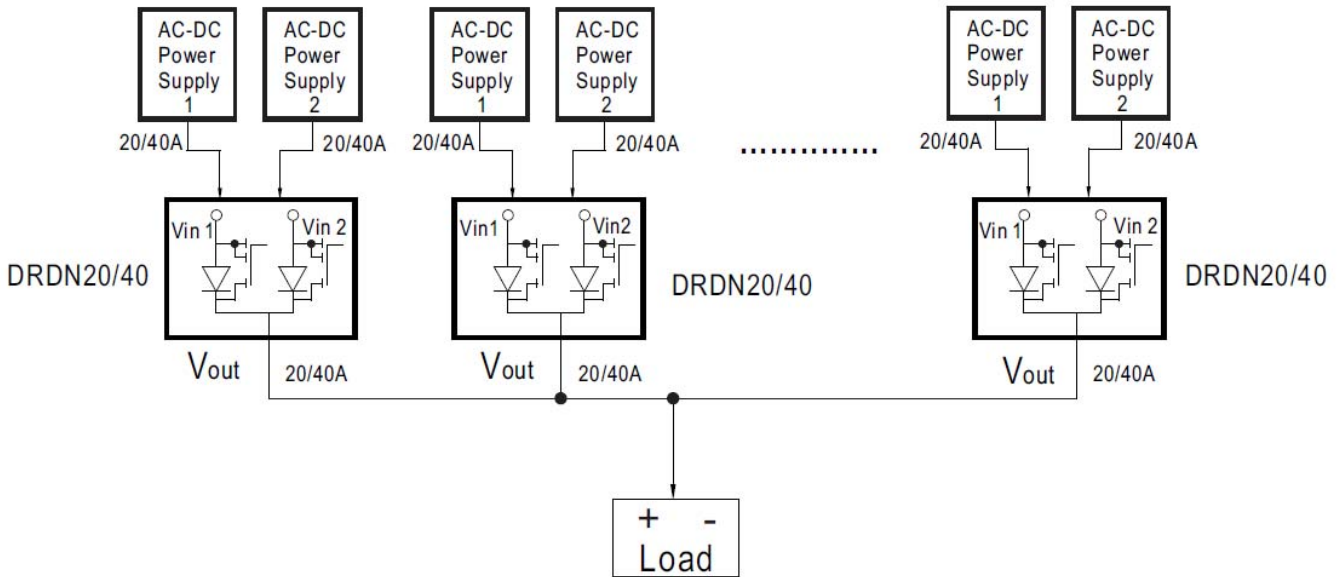 AC-DC
Power
Supply
1
AC-DC
Power
Supply
2
AC-DC
Power
Supply
1
AC-DC
Power
Supply
2
AC-DC
Power
Supply
1
AC-DC
Power
Supply
2
20/40A
20/40A
20/40A
20/40A
..............
20/40A
20/40A
Vin 1
Vin 2
Vin1
Vin2
Vin 1
Vin 2
DRDN20/40
DRDN20/40
DRDN20/40
Vout
20/40A
Vout
20/40A
Vout
20/40A
+ -
Load